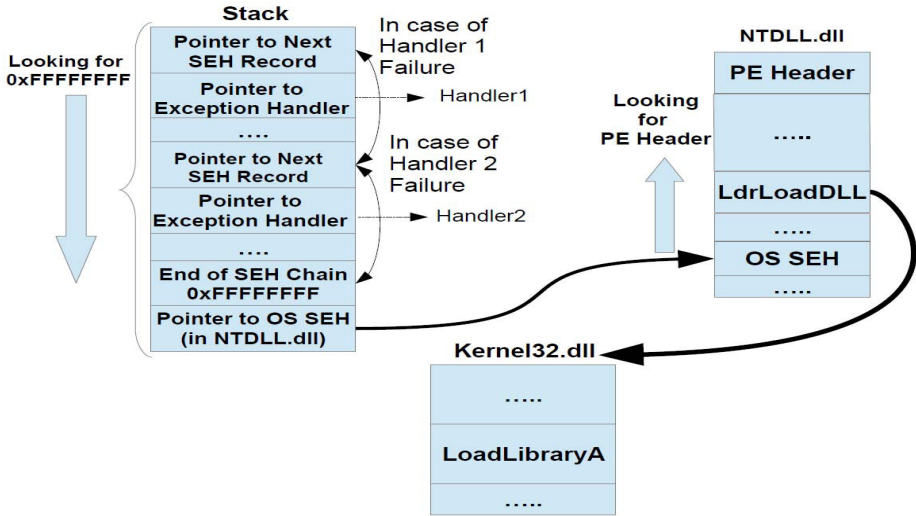 Stack
Looking for
0xFFFFFFFF
Pointer to Next
SEH Record
Pointer to
Exception Handler
....
Pointer to Next
SEH Record
Pointer to
Exception Handler
....
End of SEH Chain
0xFFFFFFFF
Pointer to OS SEH
(in NTDLL.dll)
In case of
Handler 1
Failure
Handler1
In case of
Handler 2
Failure
Handler2
Looking
for
PE Header
NTDLL.dll
PE Header
.....
LdrLoadDLL
.....
OS SEH
.....
Kernel32.dll
.....
LoadLibraryA
.....